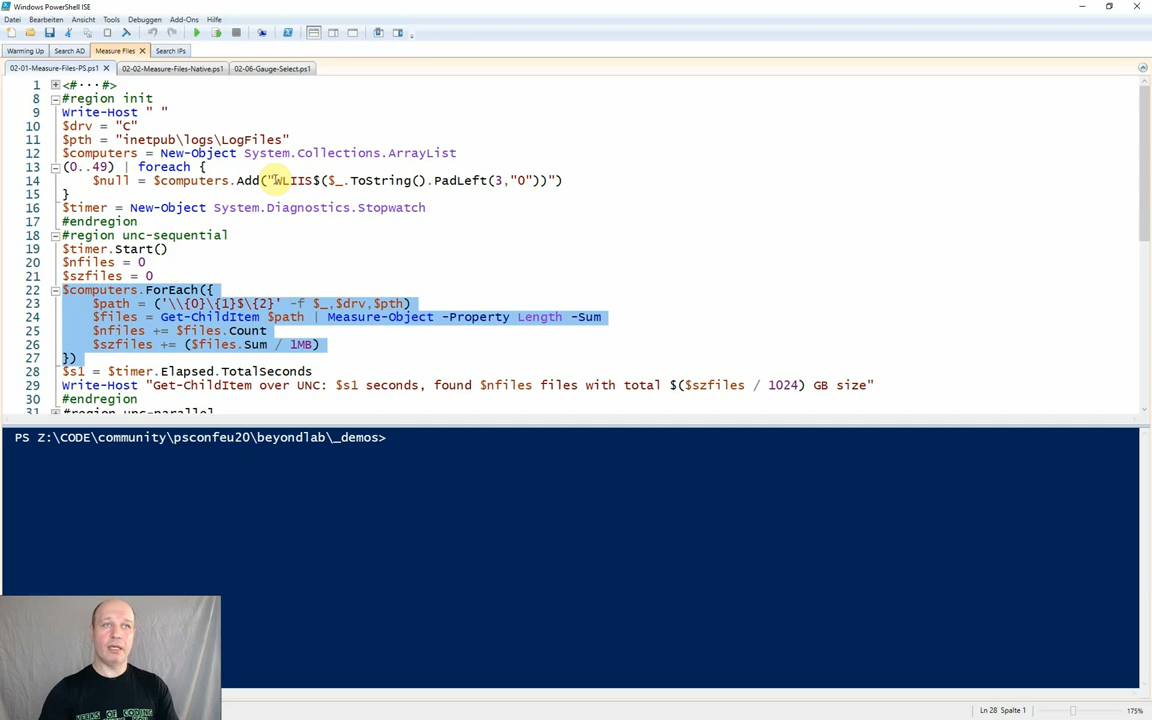 Windows PowerShell ISE
Datei Bearbeiten Ansicht Tools Debuggen Add-Ons Hilfe
Warming Up Search AD Measure Files Search IPs
02-01-Measure-Files-PS.ps1 02-02-Measure-Files-Native.ps1 02-06-Gauge-Select.ps1
1 <#···#>
8 #region init
9 Write-Host " "
10 $drv = "C"
11 $pth = "inetpub\logs\LogFiles"
12 $computers = New-Object System.Collections.ArrayList
13 (0..49) | foreach {
14 $null = $computers.Add("WLIIS$($_.ToString().PadLeft(3,"0"))")
15 }
16 $timer = New-Object System.Diagnostics.Stopwatch
17 #endregion
18 #region unc-sequential
19 $timer.Start()
20 $nfiles = 0
21 $szfiles = 0
22 $computers.ForEach({
23 $path = ('\\{0}\{1}$\{2}' -f $_,$drv,$pth)
24 $files = Get-ChildItem $path | Measure-Object -Property Length -Sum
25 $nfiles += $files.Count
26 $szfiles += ($files.Sum / 1MB)
27 })
28 $s1 = $timer.Elapsed.TotalSeconds
29 Write-Host "Get-ChildItem over UNC: $s1 seconds, found $nfiles files with total $($szfiles / 1024) GB size"
30 #endregion
31 #region unc-parallel
PS Z:\CODE\community\psconfeu20\beyondlab\_demos>
WEEKS OF CODING
Ln 28 Spalte 1 175%